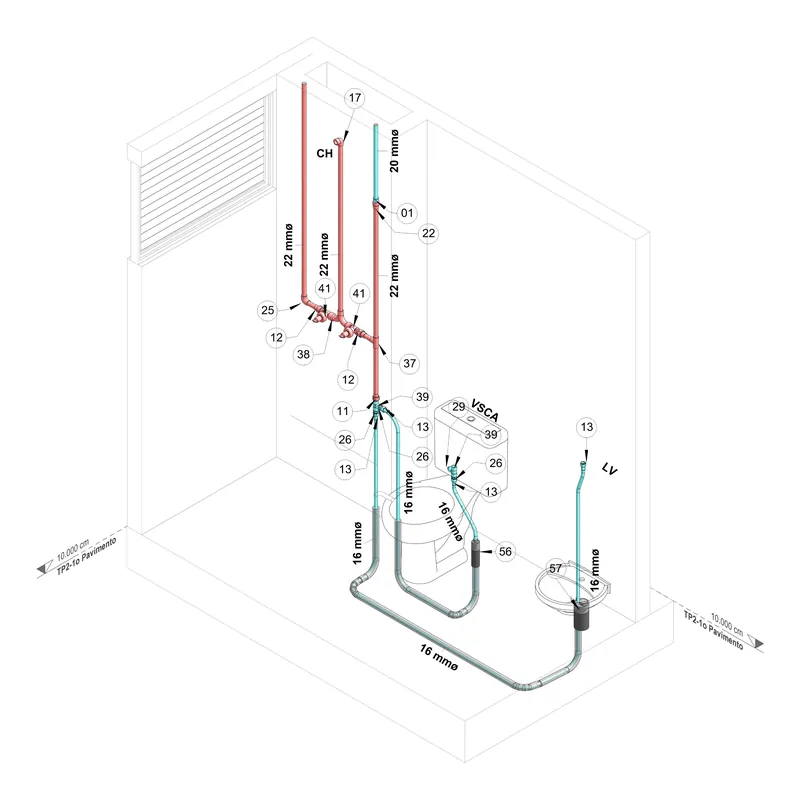 17
CH
20 mmø
01
22
22 mmø
22 mmø
22 mmø
41
41
25
12
38
12
37
39
11
13
26
26
13
29
VSCA
39
26
13
13
LV
16 mmø
16 mmø
16 mmø
56
57
16 mmø
16 mmø
10.000 cm
TP2-1o Pavimento
10.000 cm
TP2-1o Pavimento